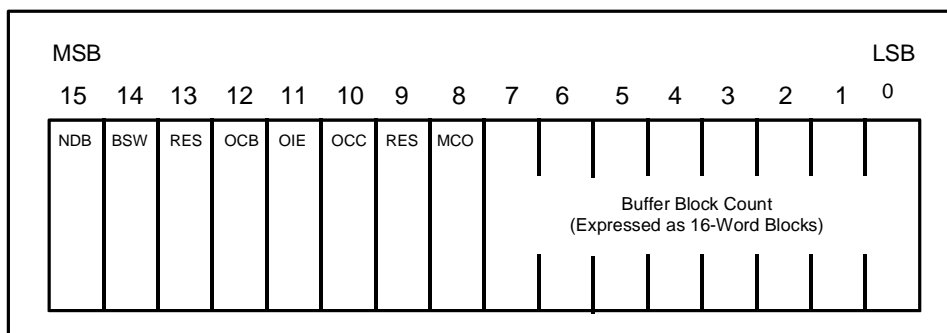 MSB LSB
15 14 13 12 11 10 9 8 7 6 5 4 3 2 1 0
NDB BSW RES OCB OIE OCC RES MCO
Buffer Block Count
(Expressed as 16-Word Blocks)